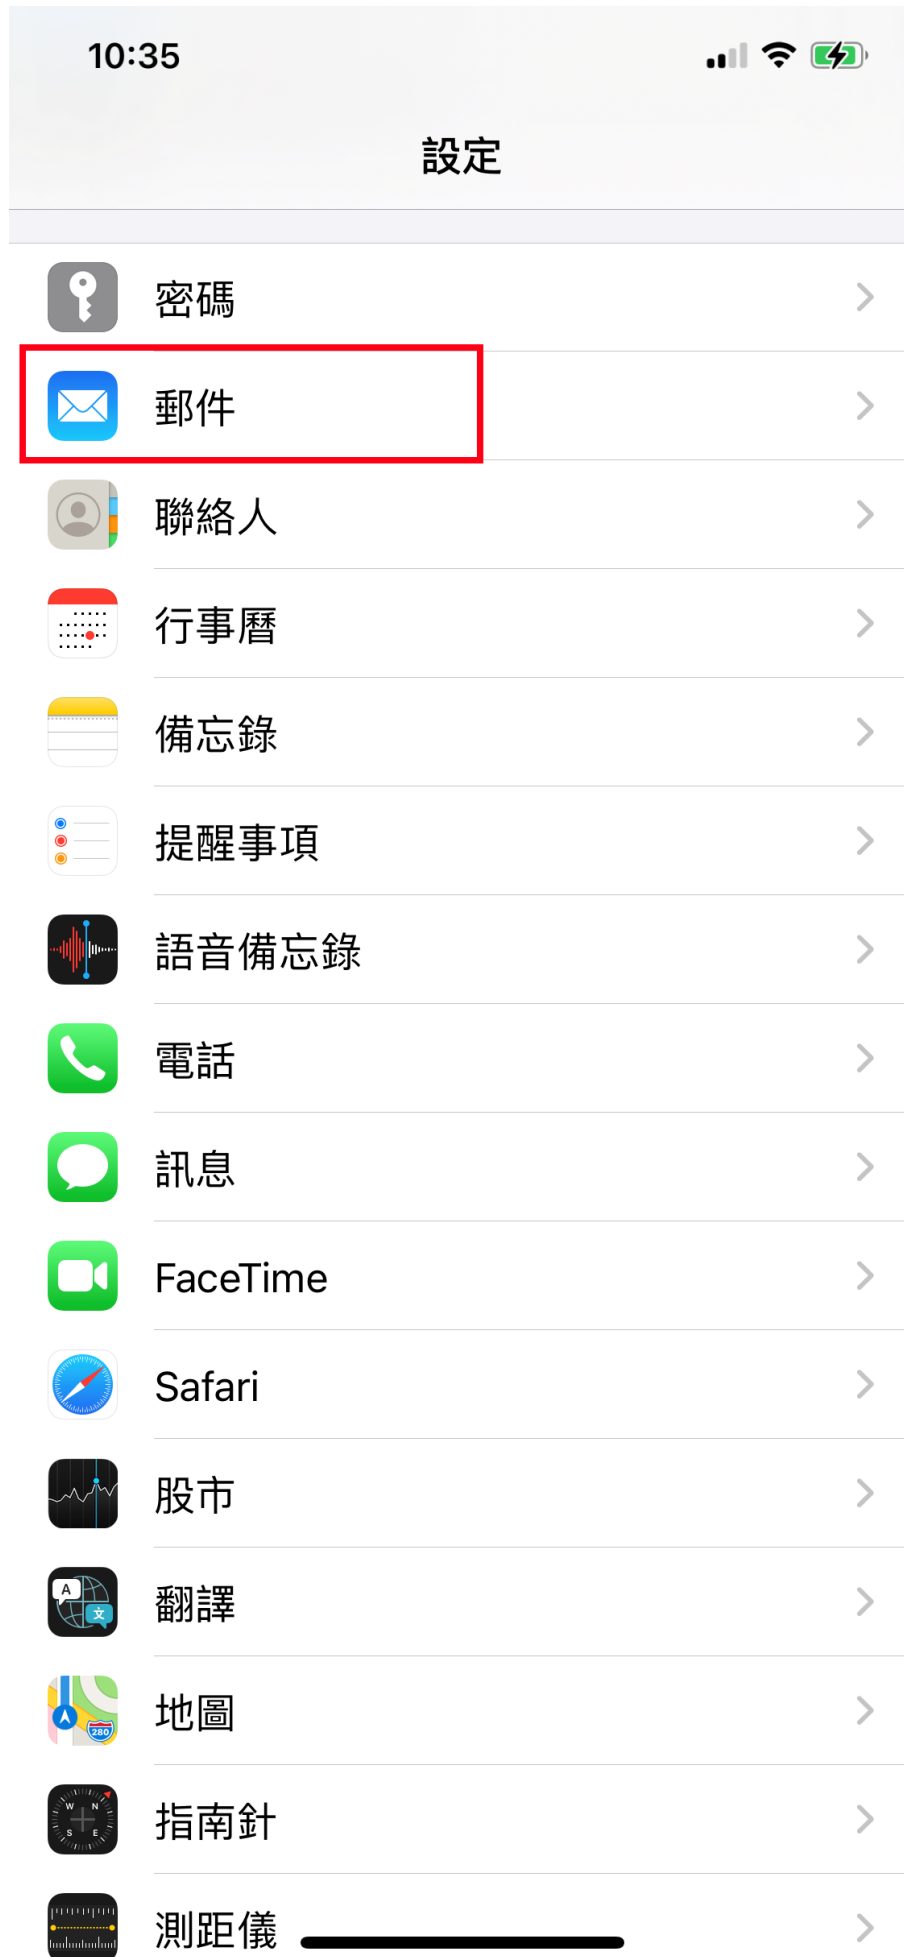 10:35
設定
密碼
郵件
聯絡人
行事曆
備忘錄
提醒事項
語音備忘錄
電話
訊息
FaceTime
Safari
股市
A
文
翻譯
280
地圖
W N
S E
指南針
測距儀